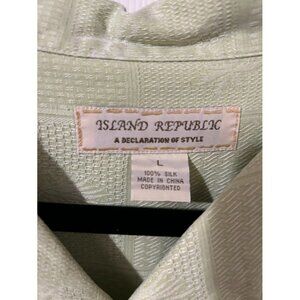 ISLAND REPUBLIC
A DECLARATION OF STYLE
L
100% SILK
MADE IN CHINA
COPYRIGHTED